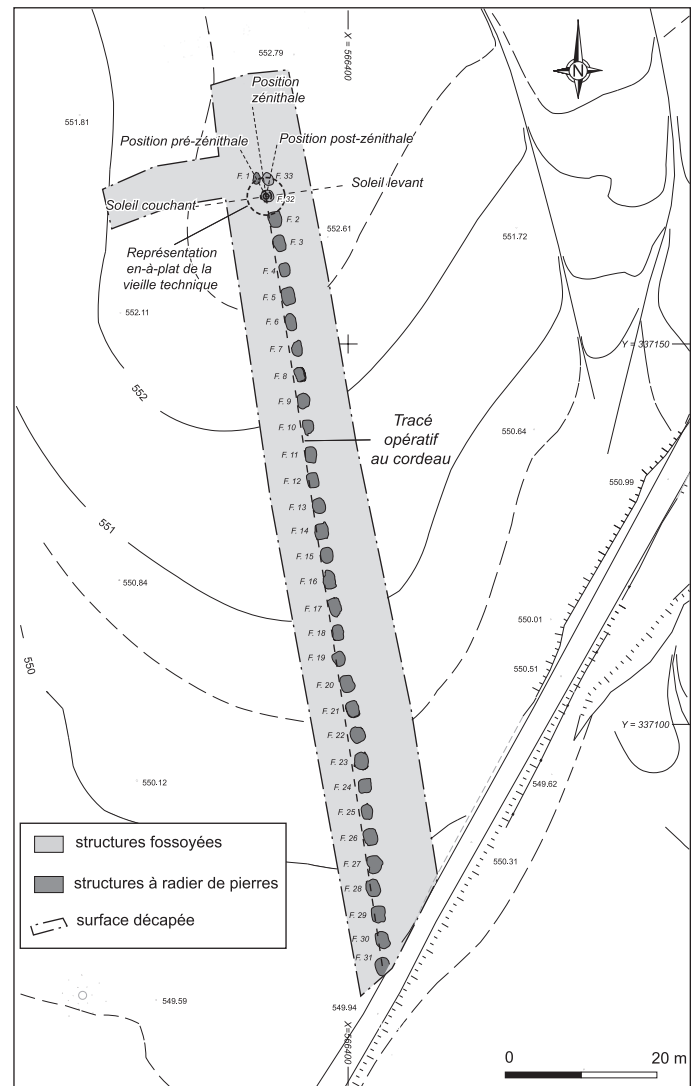 552.79
X = 566400
N
Position
zénithale
551.81
Position pré-zénithale
Position post-zénithale
F. 1
F. 33
Soleil levant
Soleil couchant
F. 32
F. 2
552.61
551.72
F. 3
Représentation
en-à-plat de la
vieille technique
F. 4
F. 5
552.11
F. 6
Y = 337150
F. 7
F. 8
552
F. 9
Tracé
opératif
au cordeau
F. 10
550.64
F. 11
F. 12
550.99
F. 13
551
F. 14
F. 15
550.84
F. 16
F. 17
550.01
F. 18
550
F. 19
550.51
F. 20
F. 21
Y = 337100
F. 22
F. 23
550.12
F. 24
549.62
F. 25
structures fossoyées
F. 26
F. 27
550.31
structures à radier de pierres
F. 28
F. 29
surface décapée
F. 30
F. 31
549.59
549.94
X=566400
0 20 m